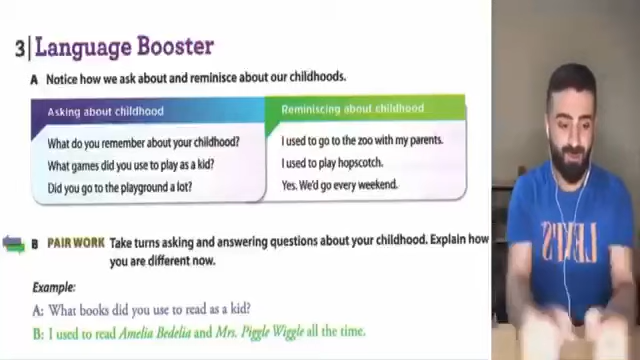 3 Language Booster
A Notice how we ask about and reminisce about our childhoods.
Asking about childhood
What do you remember about your childhood?
What games did you use to play as a kid?
Did you go to the playground a lot?
Reminiscing about childhood
I used to go to the zoo with my parents.
I used to play hopscotch.
Yes. We'd go every weekend.
B PAIR WORK Take turns asking and answering questions about your childhood. Explain how
you are different now.
Example:
A: What books did you use to read as a kid?
B: I used to read Amelia Bedelia and Mrs. Piggle Wiggle all the time.